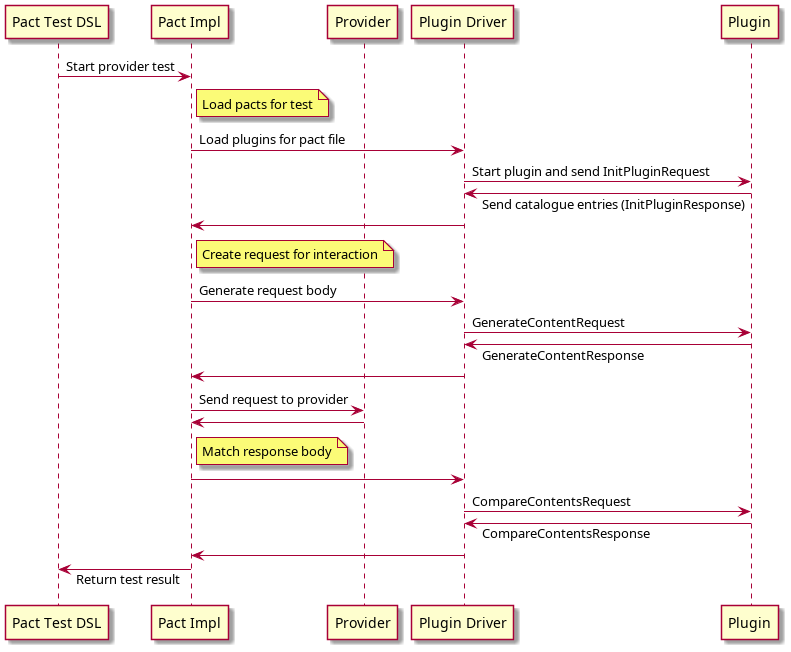 Pact Test DSL
Pact Impl
Provider
Plugin Driver
Plugin
Start provider test
Load pacts for test
Load plugins for pact file
Start plugin and send InitPluginRequest
Send catalogue entries (InitPluginResponse)
Create request for interaction
Generate request body
GenerateContentRequest
GenerateContentResponse
Send request to provider
Match response body
CompareContentsRequest
CompareContentsResponse
Return test result
Pact Test DSL
Pact Impl
Provider
Plugin Driver
Plugin